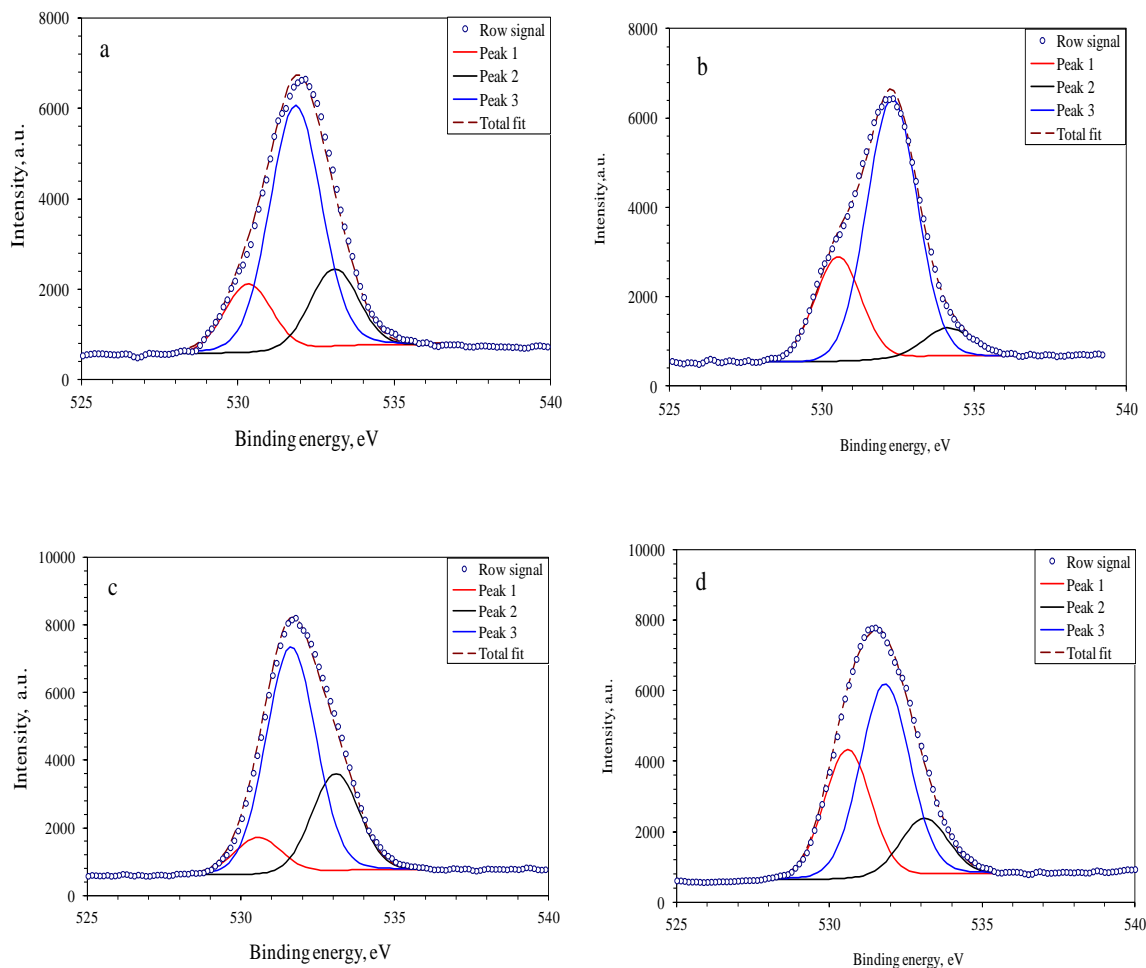 8000
6000
4000
2000
0
Intensity, a.u.
a
Row signal
Peak 1
Peak 2
Peak 3
Total fit
525 530 535 540
Binding energy, eV
8000
6000
4000
2000
0
Intensity,a.u.
b
Row signal
Peak 1
Peak 2
Peak 3
Total fit
525 530 535 540
Binding energy, eV
10000
8000
6000
4000
2000
0
Intensity, a.u.
c
Row signal
Peak 1
Peak 2
Peak 3
Total fit
525 530 535 540
Binding energy, eV
10000
8000
6000
4000
2000
0
Intensity, a.u.
d
Row signal
Peak 1
Peak 2
Peak 3
Total fit
525 530 535 540
Binding energy, eV